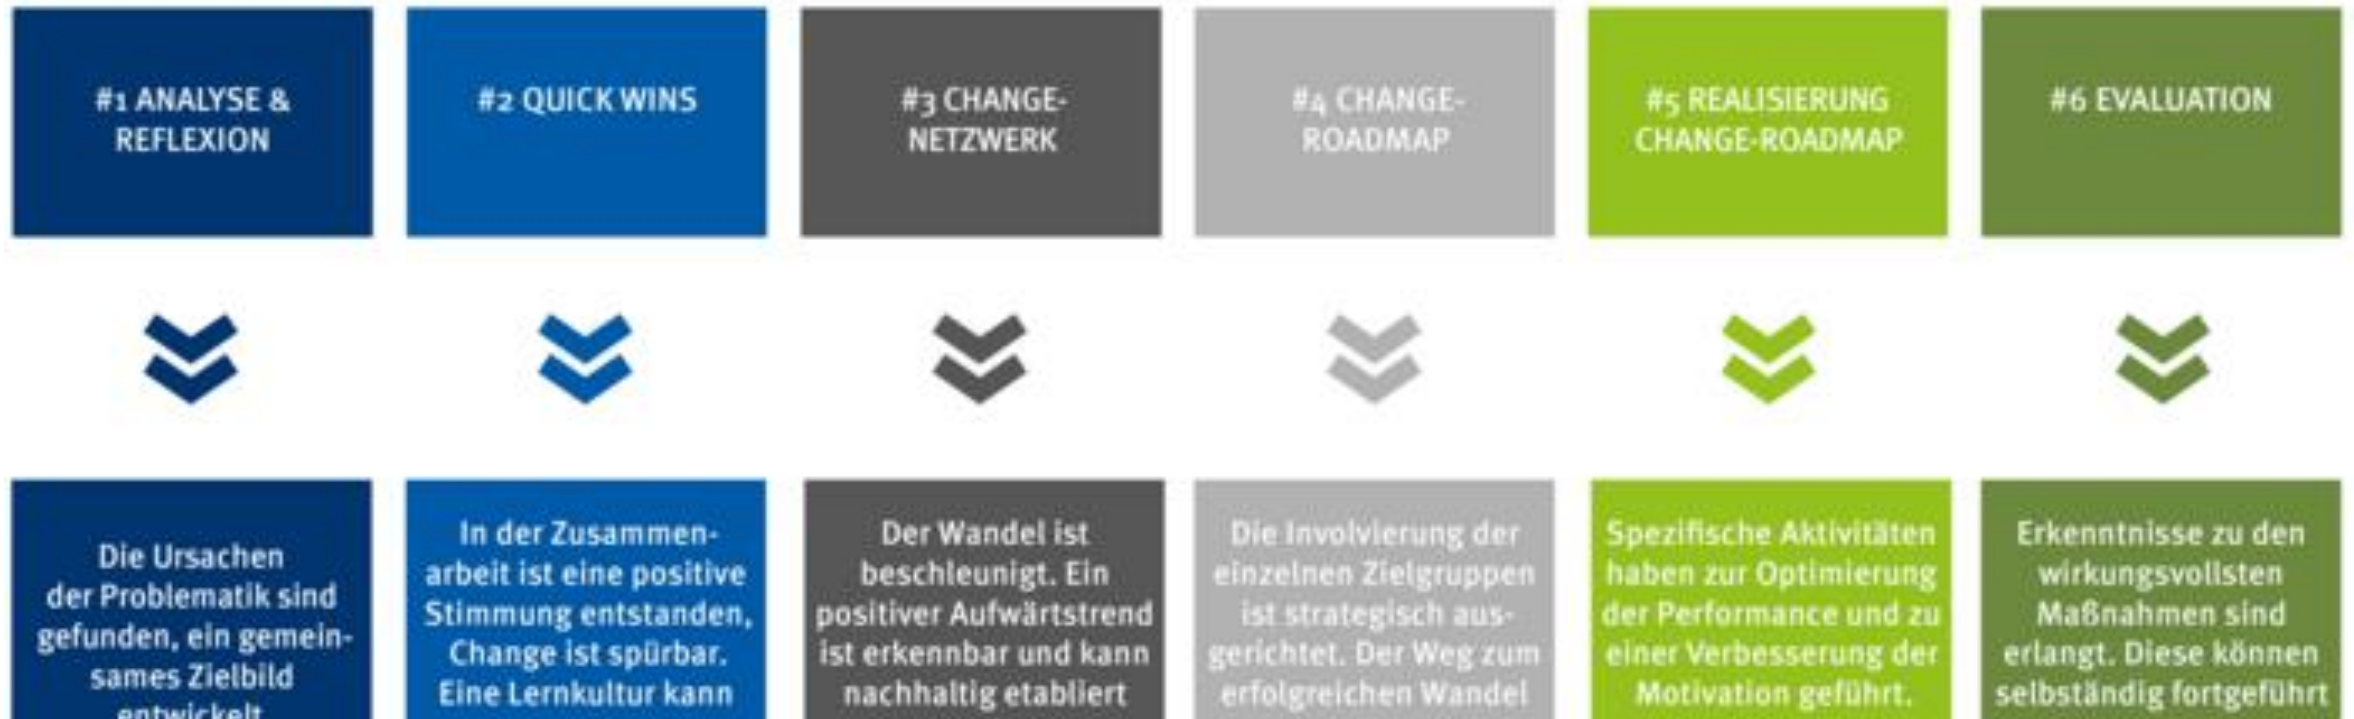 #1 ANALYSE &
REFLEXION
#2 QUICK WINS
#3 CHANGE-
NETZWERK
#4 CHANGE-
ROADMAP
#5 REALISIERUNG
CHANGE-ROADMAP
#6 EVALUATION
Die Ursachen
der Problematik sind
gefunden, ein gemein-
sames Zielbild
entwickelt
In der Zusammen-
arbeit ist eine positive
Stimmung entstanden,
Change ist spürbar.
Eine Lernkultur kann
Der Wandel ist
beschleunigt. Ein
positiver Aufwärtstrend
ist erkennbar und kann
nachhaltig etabliert
Die Involvierung der
einzelnen Zielgruppen
ist strategisch aus-
gerichtet. Der Weg zum
erfolgreichen Wandel
Spezifische Aktivitäten
haben zur Optimierung
der Performance und zu
einer Verbesserung der
Motivation geführt.
Erkenntnisse zu den
wirkungsvollsten
Maßnahmen sind
erlangt. Diese können
selbständig fortgeführt